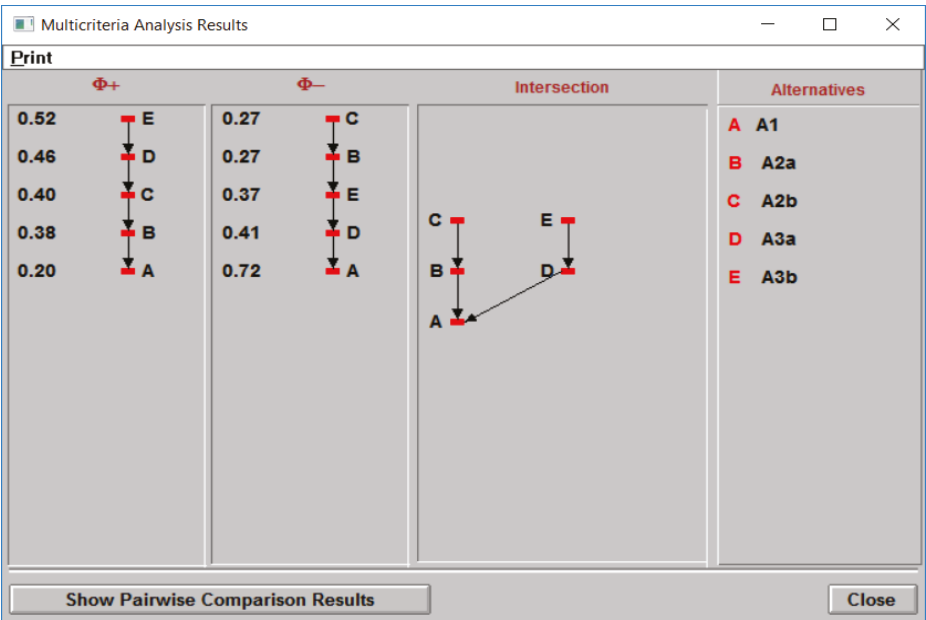 Multicriteria Analysis Results
Print
Φ+
0.52 E
0.46 D
0.40 C
0.38 B
0.20 A
Φ–
0.27 C
0.27 B
0.37 E
0.41 D
0.72 A
Intersection
C E
B D
A
Alternatives
A A1
B A2a
C A2b
D A3a
E A3b
Show Pairwise Comparison Results
Close